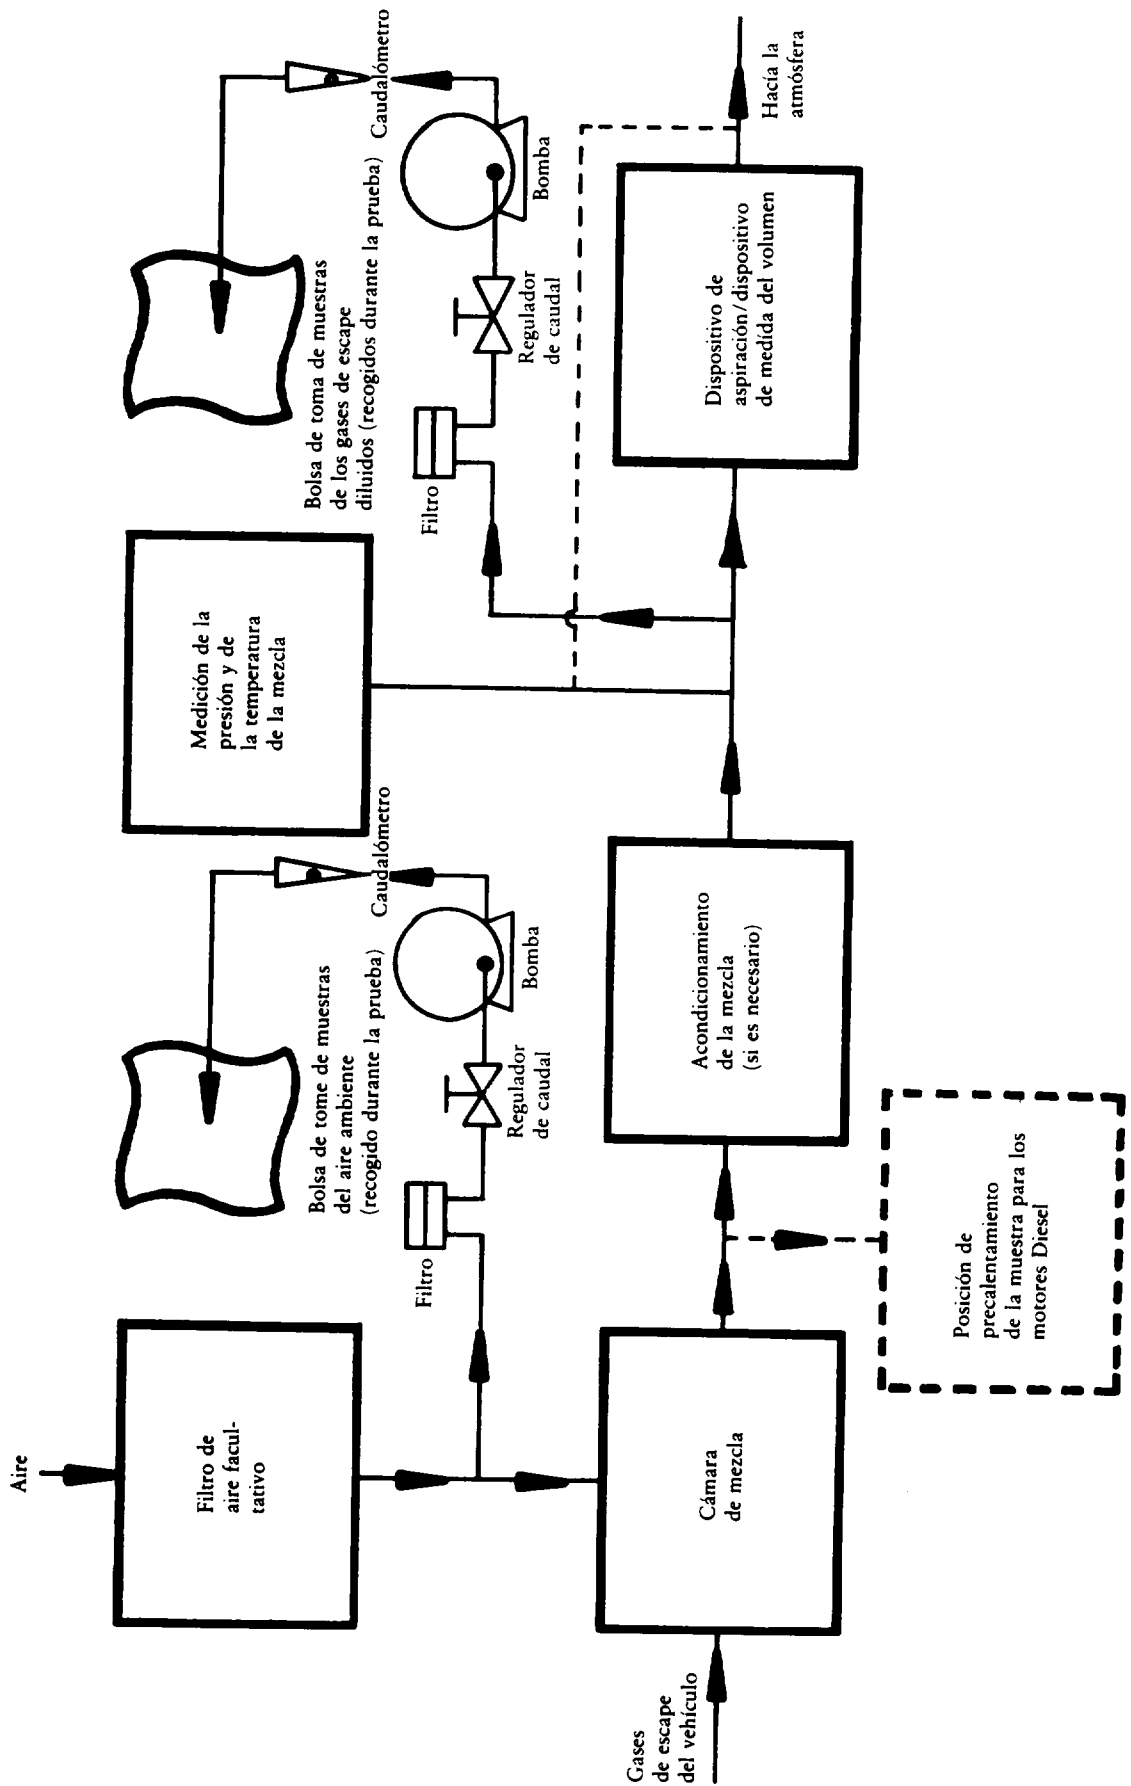 Aire
Filtro de
aire facul-
tativo
Bolsa de tome de muestras
del aire ambiente
(recogido durante la prueba)
Caudalómetro
Filtro
Regulador
de caudal
Bomba
Medición de la
presión y de
la temperatura
de la mezcla
Bolsa de toma de muestras
de los gases de escape
diluidos (recogidos durante la prueba)
Caudalómetro
Filtro
Regulador
de caudal
Bomba
Gases
de escape
del vehículo
Cámara
de mezcla
Acondicionamiento
de la mezcla
(si es necesario)
Dispositivo de
aspiración/dispositivo
de medída del volumen
Hacía la
atmósfera
Posición de
precalentamiento
de la muestra para los
motores Diesel